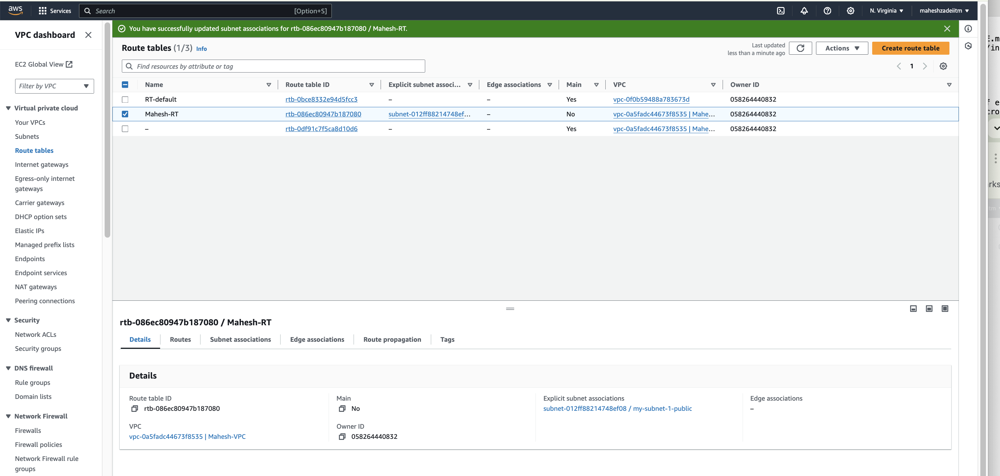 aws
Services
Search
[Option+S]
N. Virginia
maheshzadeiitm
VPC dashboard
EC2 Global View
Filter by VPC
Virtual private cloud
Your VPCs
Subnets
Route tables
Internet gateways
Egress-only internet
gateways
Carrier gateways
DHCP option sets
Elastic IPs
Managed prefix lists
Endpoints
Endpoint services
NAT gateways
Peering connections
Security
Network ACLs
Security groups
DNS firewall
Rule groups
Domain lists
Network Firewall
Firewalls
Firewall policies
Network Firewall rule
groups
You have successfully updated subnet associations for rtb-086ec80947b187080 / Mahesh-RT.
Route tables (1/3) Info
Last updated
less than a minute ago
Actions
Create route table
Find resources by attribute or tag
1
Name Route table ID Explicit subnet associ... Edge associations Main VPC Owner ID
RT-default rtb-0bce8332e94d5fcc3 – – Yes vpc-0f0b59488a783673d 058264440832
Mahesh-RT rtb-086ec80947b187080 subnet-012ff88214748ef... – No vpc-0a5fadc44673f8535 | Mahe... 058264440832
– rtb-0df91c7f5ca8d10d6 – – Yes vpc-0a5fadc44673f8535 | Mahe... 058264440832
rtb-086ec80947b187080 / Mahesh-RT
Details Routes Subnet associations Edge associations Route propagation Tags
Details
Route table ID
rtb-086ec80947b187080
Main
No
Explicit subnet associations
subnet-012ff88214748ef08 / my-subnet-1-public
Edge associations
–
VPC
vpc-0a5fadc44673f8535 | Mahesh-VPC
Owner ID
058264440832